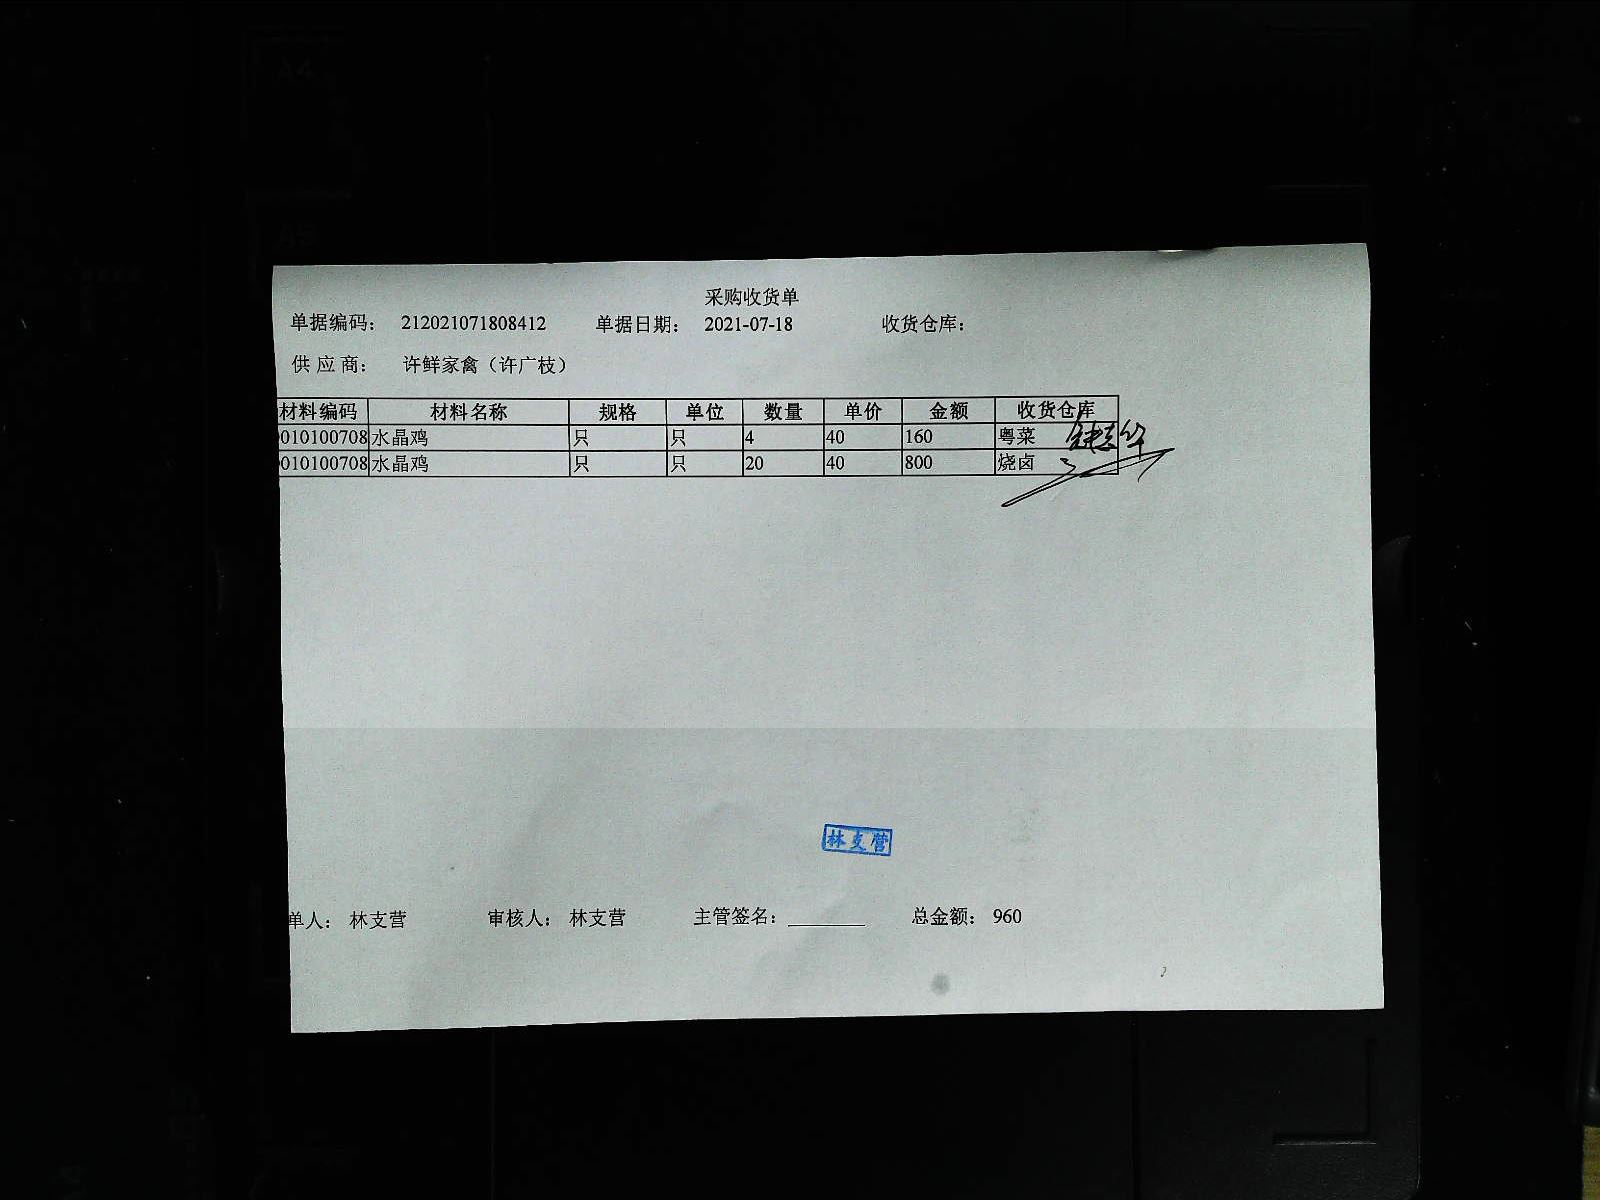 采购收货单
单据编码： 212021071808412 单据日期： 2021-07-18 收货仓库：
供 应 商： 许鲜家禽（许广枝）
材料编码 材料名称 规格 单位 数量 单价 金额 收货仓库
010100708 水晶鸡 只 只 4 40 160 粤菜
010100708 水晶鸡 只 只 20 40 800 烧卤
林支营
单人： 林支营 审核人： 林支营 主管签名： 总金额： 960